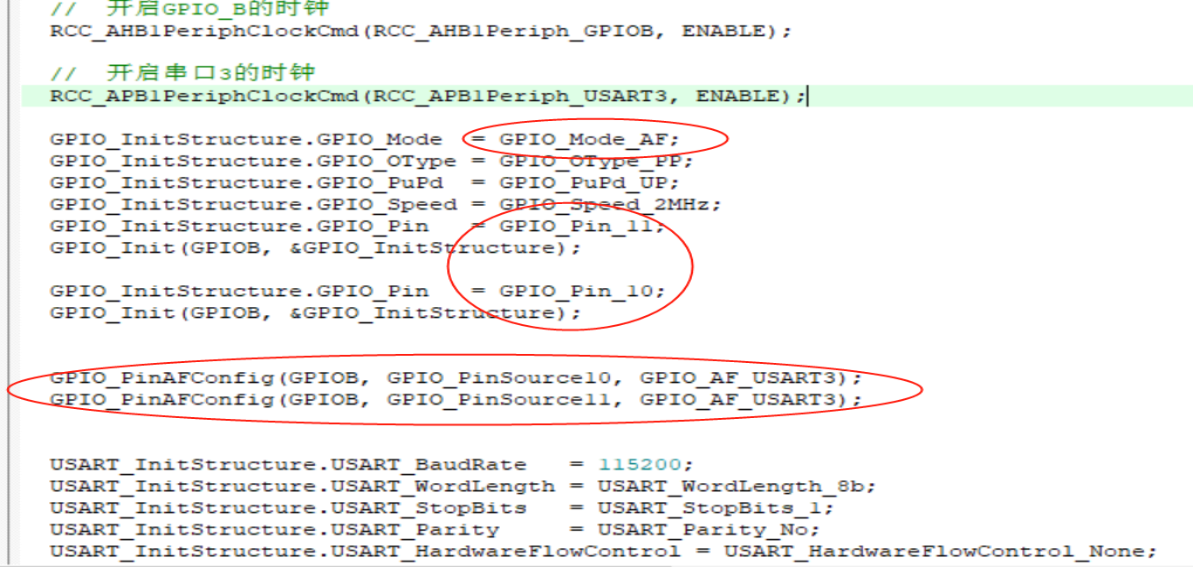 // 开启GPIO_B的时钟
RCC_AHB1PeriphClockCmd(RCC_AHB1Periph_GPIOB, ENABLE);
// 开启串口3的时钟
RCC_APB1PeriphClockCmd(RCC_APB1Periph_USART3, ENABLE);
GPIO_InitStructure.GPIO_Mode  = GPIO_Mode_AF;
GPIO_InitStructure.GPIO_OType = GPIO_OType_PP;
GPIO_InitStructure.GPIO_PuPd  = GPIO_PuPd_UP;
GPIO_InitStructure.GPIO_Speed = GPIO_Speed_2MHz;
GPIO_InitStructure.GPIO_Pin   = GPIO_Pin_11;
GPIO_Init(GPIOB, &GPIO_InitStructure);
GPIO_InitStructure.GPIO_Pin   = GPIO_Pin_10;
GPIO_Init(GPIOB, &GPIO_InitStructure);
GPIO_PinAFConfig(GPIOB, GPIO_PinSource10, GPIO_AF_USART3);
GPIO_PinAFConfig(GPIOB, GPIO_PinSource11, GPIO_AF_USART3);
USART_InitStructure.USART_BaudRate   = 115200;
USART_InitStructure.USART_WordLength = USART_WordLength_8b;
USART_InitStructure.USART_StopBits   = USART_StopBits_1;
USART_InitStructure.USART_Parity     = USART_Parity_No;
USART_InitStructure.USART_HardwareFlowControl = USART_HardwareFlowControl_None;